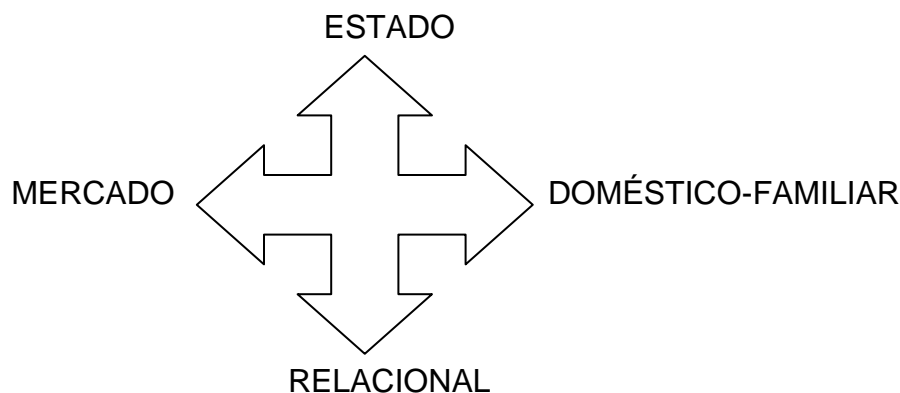 ESTADO
MERCADO
DOMÉSTICO-FAMILIAR
RELACIONAL